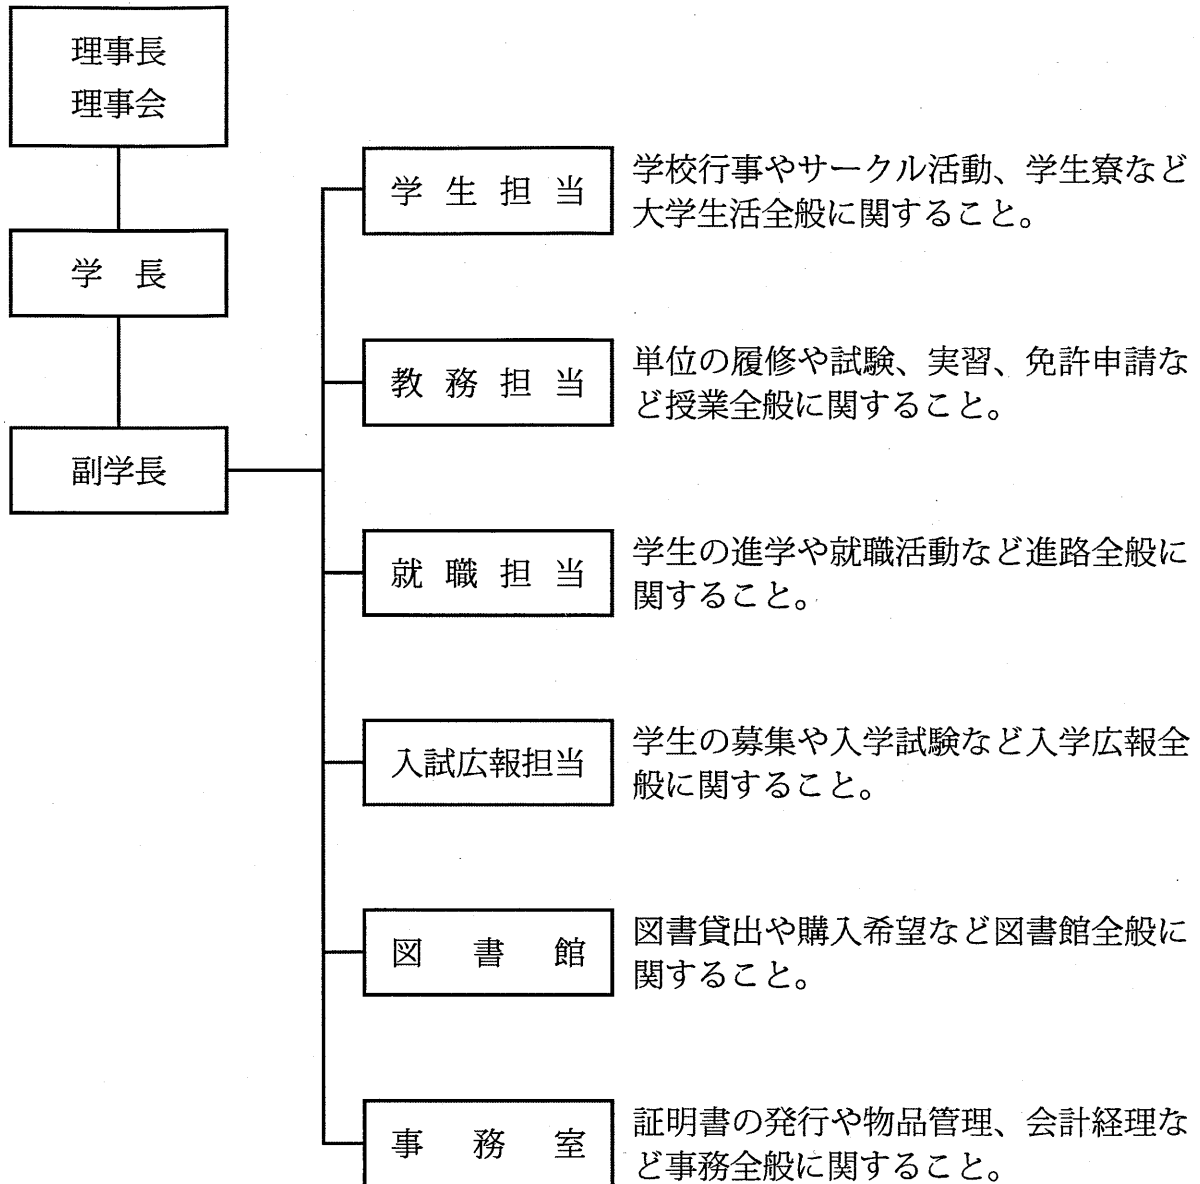 理事長
理事会
学長
副学長
学生担当
学校行事やサークル活動、学生寮など
大学生活全般に関すること。
教務担当
単位の履修や試験、実習、免許申請な
ど授業全般に関すること。
就職担当
学生の進学や就職活動など進路全般に
関すること。
入試広報担当
学生の募集や入学試験など入学広報全
般に関すること。
図書館
図書貸出や購入希望など図書館全般に
関すること。
事務室
証明書の発行や物品管理、会計経理な
ど事務全般に関すること。